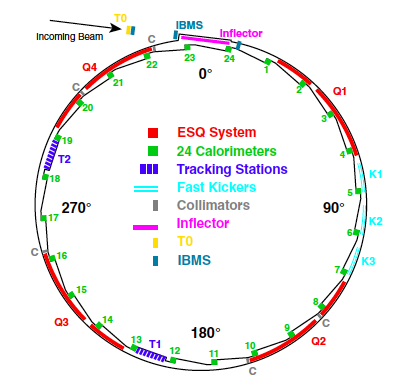 T0
IBMS
Inflector
Incoming Beam
C
Q4
22
23
24
1
0°
21
2
Q1
C
20
3
19
4
T2
18
K1
5
17
270°
90°
K2
6
C
16
K3
7
15
8
C
14
Q3
9
Q2
13
T1
12
180°
11
10
C
ESQ System
24 Calorimeters
Tracking Stations
Fast Kickers
Collimators
Inflector
T0
IBMS